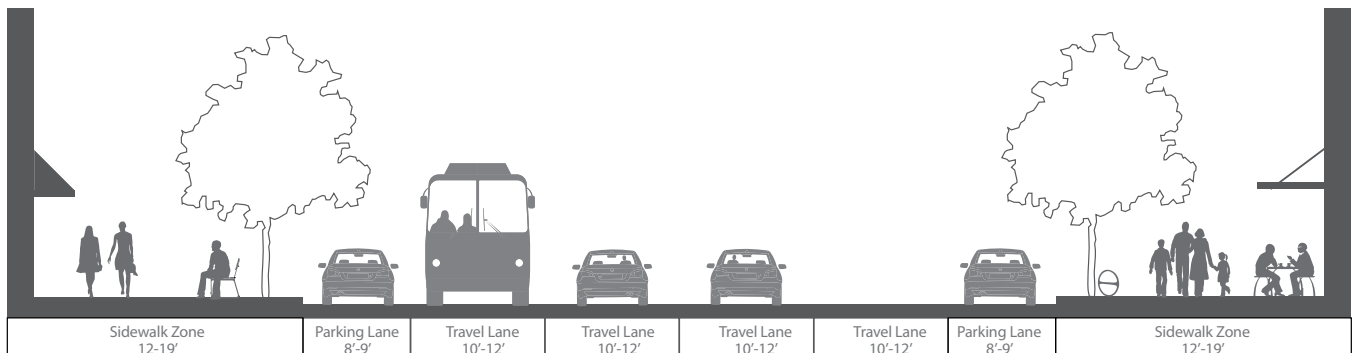 Sidewalk Zone
12-19'
Parking Lane
8'-9'
Travel Lane
10'-12'
Travel Lane
10'-12'
Travel Lane
10'-12'
Travel Lane
10'-12'
Parking Lane
8'-9'
Sidewalk Zone
12'-19'